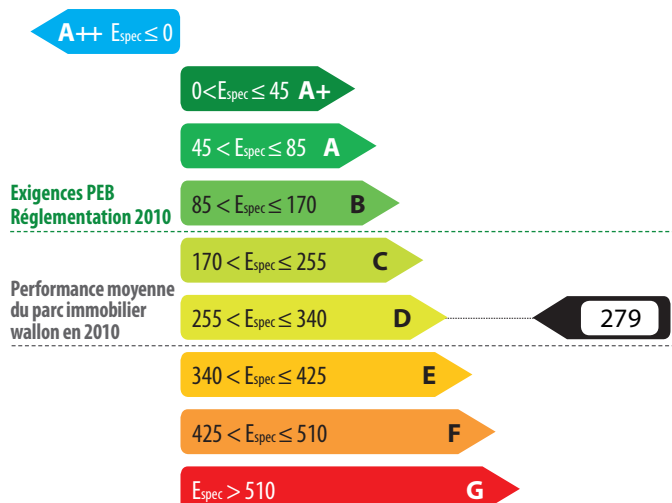 A++ Espec ≤ 0
0<Espec ≤ 45 A+
45 < Espec ≤ 85 A
Exigences PEB
Réglementation 2010
85 < Espec ≤ 170 B
170 < Espec ≤ 255 C
Performance moyenne
du parc immobilier
wallon en 2010
255 < Espec ≤ 340 D
279
340 < Espec ≤ 425 E
425 < Espec ≤ 510 F
Espec > 510 G